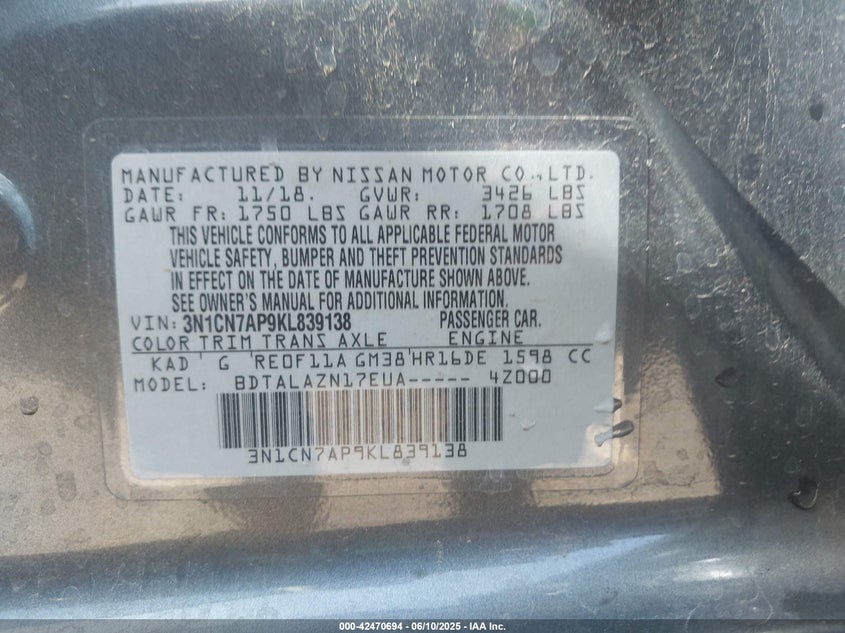 MANUFACTURED BY NISSAN MOTOR CO.,LTD.
DATE: 11/18. GVWR: 3426 LBS
GAWR FR: 1750 LBS GAWR RR: 1708 LBS
THIS VEHICLE CONFORMS TO ALL APPLICABLE FEDERAL MOTOR
VEHICLE SAFETY, BUMPER AND THEFT PREVENTION STANDARDS
IN EFFECT ON THE DATE OF MANUFACTURE SHOWN ABOVE.
SEE OWNER'S MANUAL FOR ADDITIONAL INFORMATION.
VIN: 3N1CN7AP9KL839138 PASSENGER CAR.
COLOR TRIM TRANS AXLE ENGINE
KAD G RE0F11A GM38 HR16DE 1598 CC
MODEL: BDTALAZN17EUA----- 4Z000
3N1CN7AP9KL839138
000-42470694 | 06/10/2025 - IAA Inc.